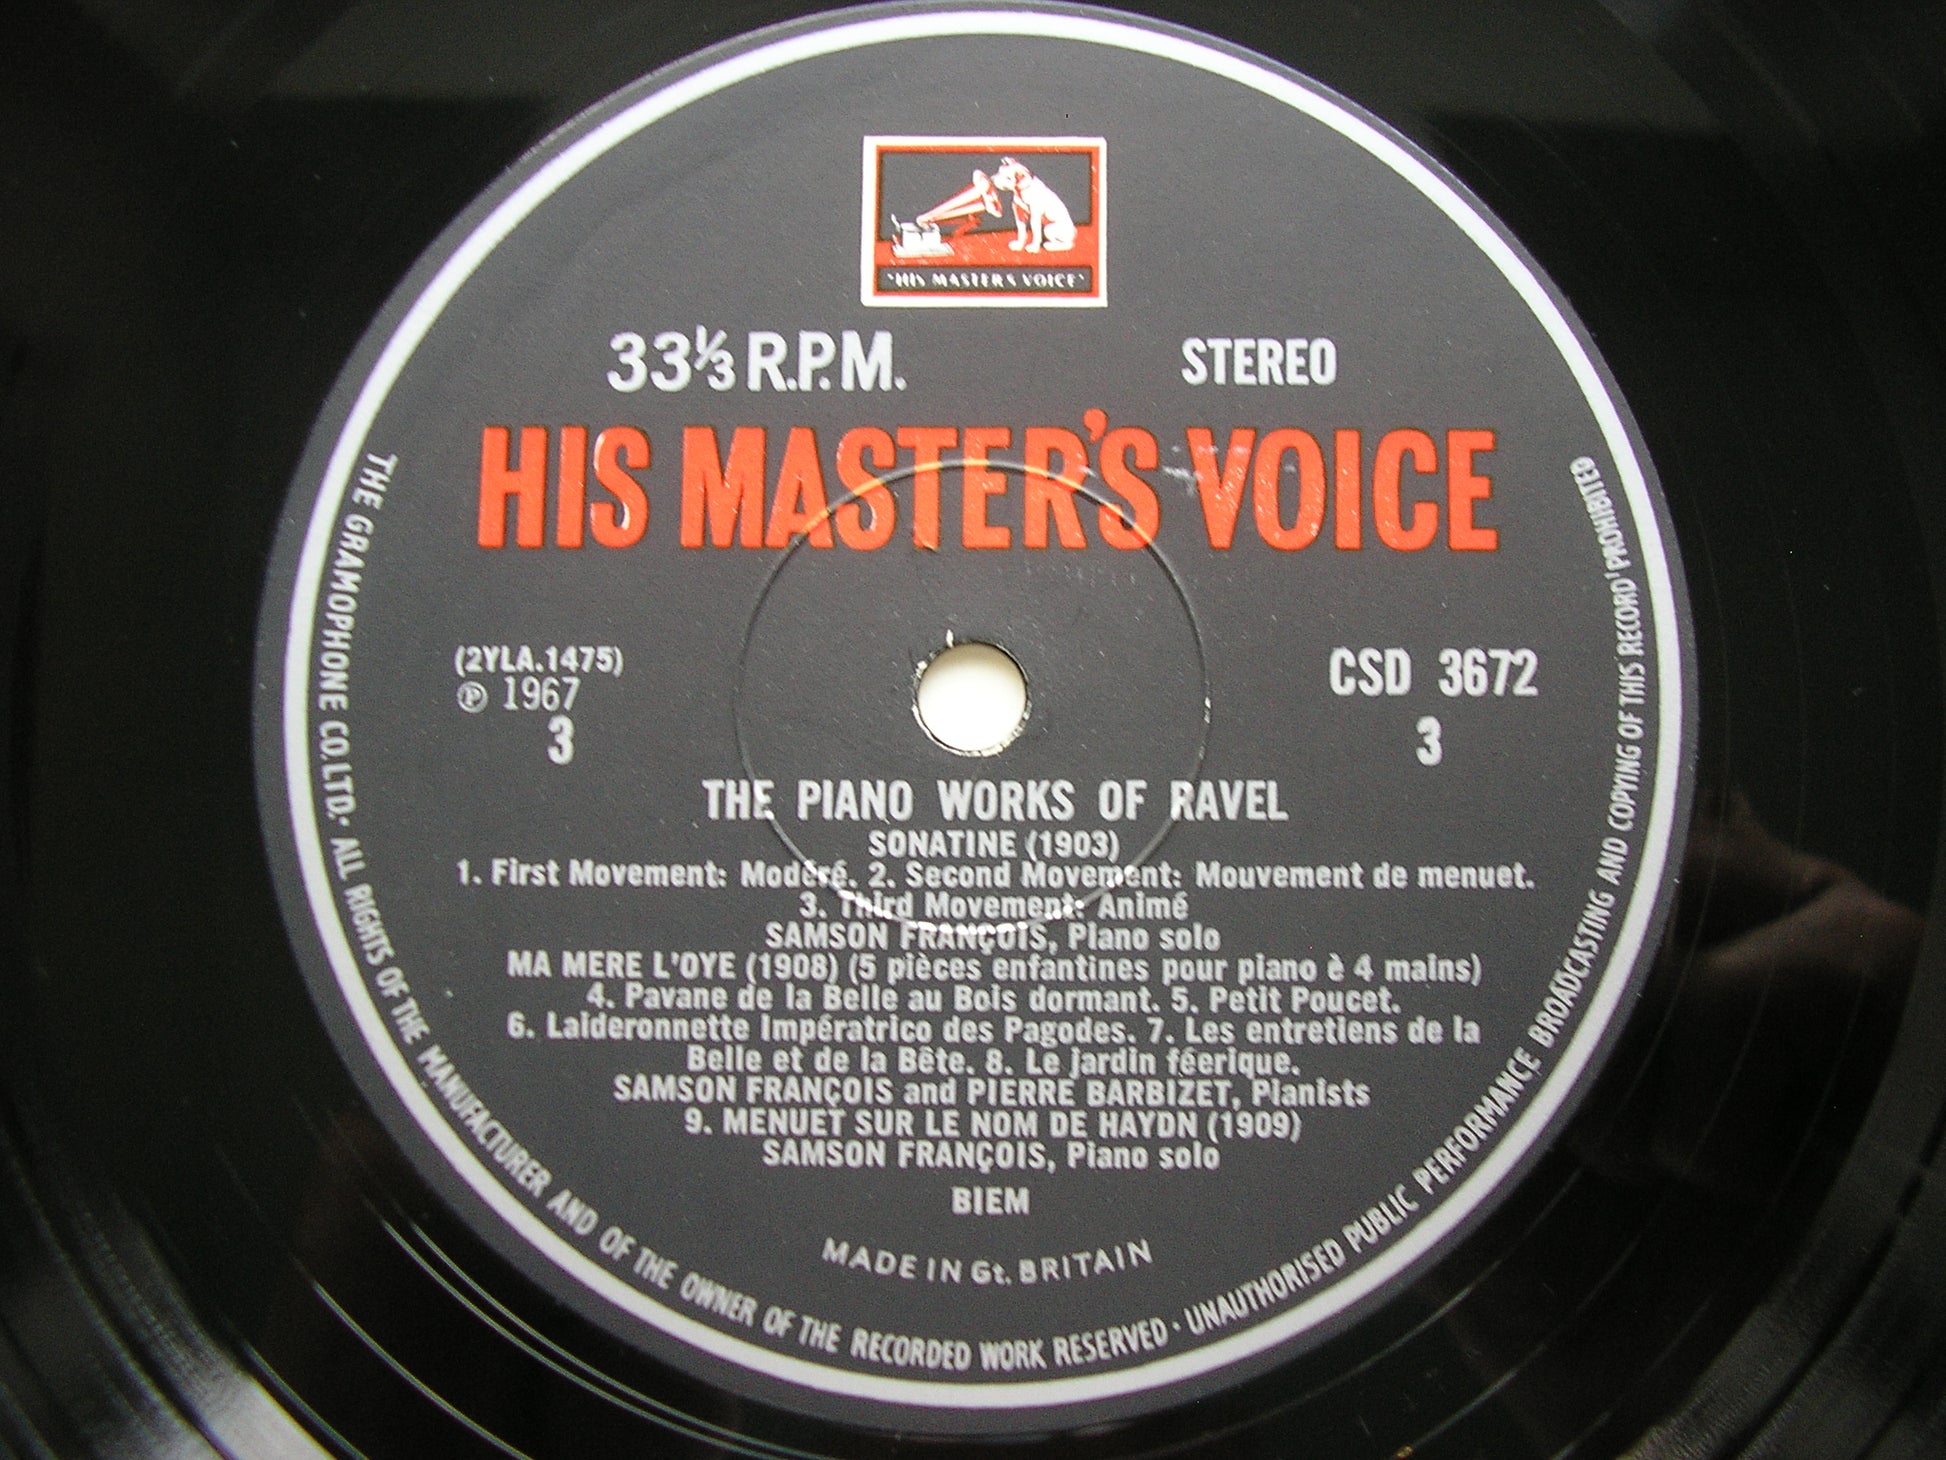 "HIS MASTER'S VOICE"
33⅓ R.P.M. STEREO
HIS MASTER'S VOICE
(2YLA.1475)
℗ 1967
3
CSD 3672
3
THE PIANO WORKS OF RAVEL
SONATINE (1903)
1. First Movement: Modéré. 2. Second Movement: Mouvement de menuet.
3. Third Movement: Animé
SAMSON FRANÇOIS, Piano solo
MA MERE L'OYE (1908) (5 pièces enfantines pour piano è 4 mains)
4. Pavane de la Belle au Bois dormant. 5. Petit Poucet.
6. Laideronnette Impératrico des Pagodes. 7. Les entretiens de la
Belle et de la Bête. 8. Le jardin féerique.
SAMSON FRANÇOIS and PIERRE BARBIZET, Pianists
9. MENUET SUR LE NOM DE HAYDN (1909)
SAMSON FRANÇOIS, Piano solo
BIEM
MADE IN Gt. BRITAIN
THE GRAMOPHONE CO. LTD. · ALL RIGHTS OF THE MANUFACTURER AND OF THE OWNER OF THE RECORDED WORK RESERVED · UNAUTHORISED PUBLIC PERFORMANCE BROADCASTING AND COPYING OF THIS RECORD PROHIBITED